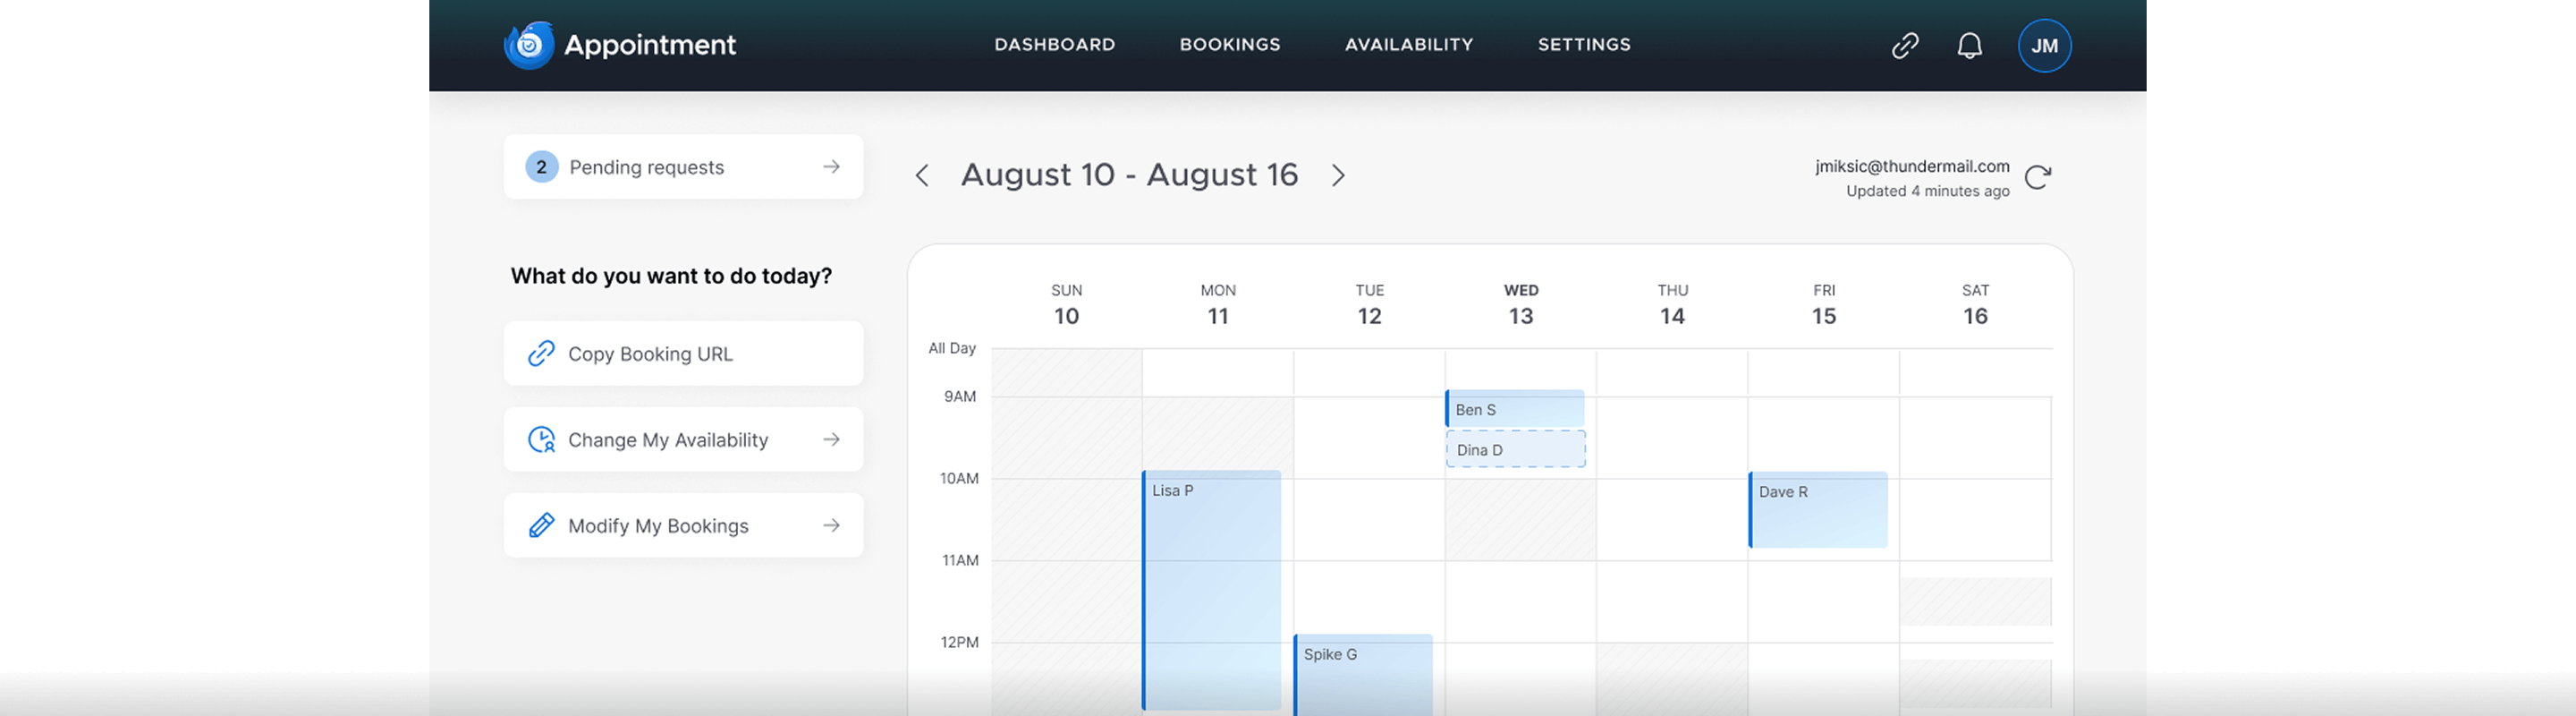 Appointment
DASHBOARD BOOKINGS AVAILABILITY SETTINGS
JM
2 Pending requests
What do you want to do today?
Copy Booking URL
Change My Availability
Modify My Bookings
August 10 - August 16
jmiksic@thundermail.com
Updated 4 minutes ago
SUN MON TUE WED THU FRI SAT
10 11 12 13 14 15 16
All Day
9AM
Ben S
Dina D
10AM
Lisa P
Dave R
11AM
12PM
Spike G